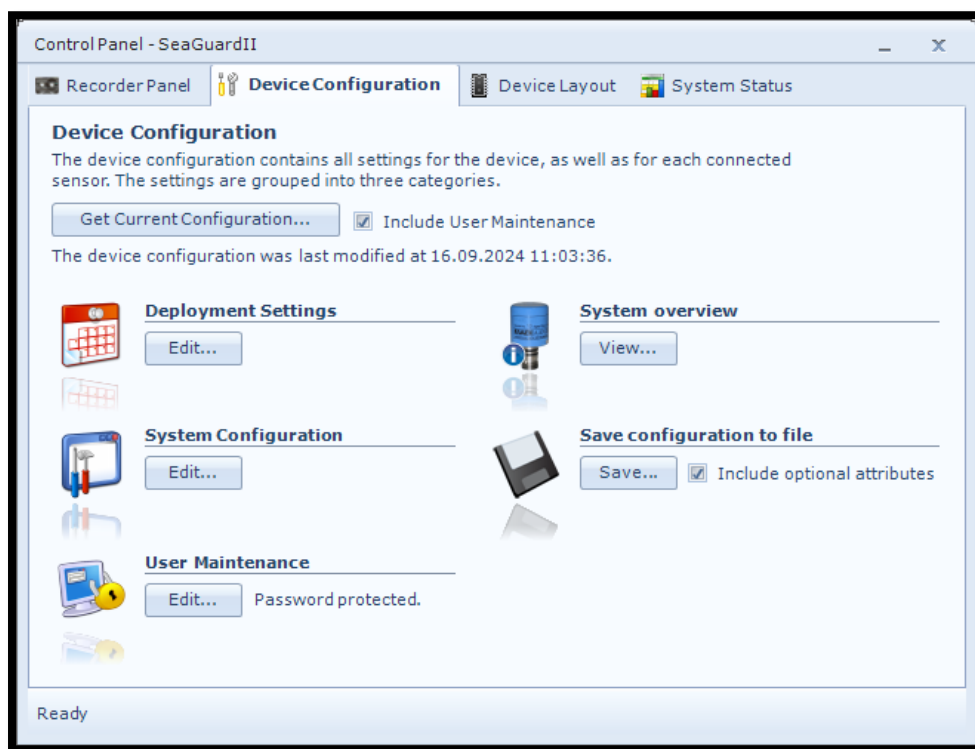 Control Panel - SeaGuardII
Recorder Panel
Device Configuration
Device Layout
System Status
Device Configuration
The device configuration contains all settings for the device, as well as for each connected
sensor. The settings are grouped into three categories.
Get Current Configuration...
Include User Maintenance
The device configuration was last modified at 16.09.2024 11:03:36.
Deployment Settings
Edit...
System overview
View...
System Configuration
Edit...
Save configuration to file
Save...
Include optional attributes
User Maintenance
Edit...
Password protected.
Ready